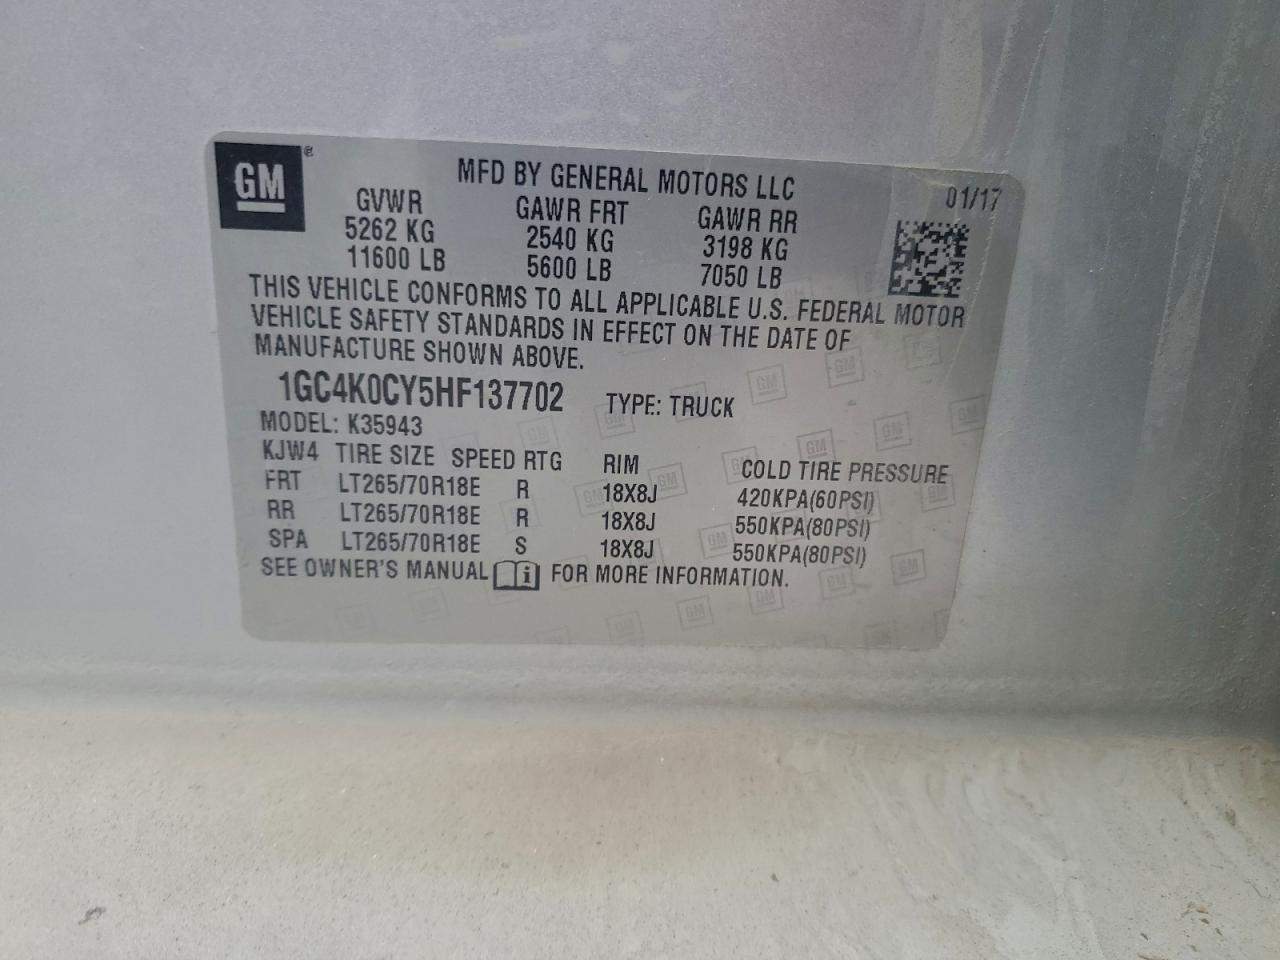 GM ®
MFD BY GENERAL MOTORS LLC 01/17
GVWR GAWR FRT GAWR RR
5262 KG 2540 KG 3198 KG
11600 LB 5600 LB 7050 LB
THIS VEHICLE CONFORMS TO ALL APPLICABLE U.S. FEDERAL MOTOR
VEHICLE SAFETY STANDARDS IN EFFECT ON THE DATE OF
MANUFACTURE SHOWN ABOVE.
1GC4K0CY5HF137702 TYPE: TRUCK
MODEL: K35943
KJW4 TIRE SIZE SPEED RTG RIM COLD TIRE PRESSURE
FRT LT265/70R18E R 18X8J 420KPA(60PSI)
RR LT265/70R18E R 18X8J 550KPA(80PSI)
SPA LT265/70R18E S 18X8J 550KPA(80PSI)
SEE OWNER'S MANUAL i FOR MORE INFORMATION.